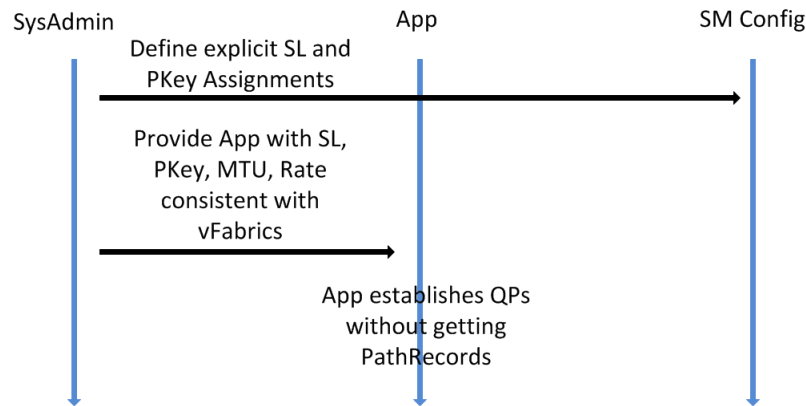 SysAdmin
App
SM Config
Define explicit SL and
PKey Assignments
Provide App with SL,
PKey, MTU, Rate
consistent with
vFabrics
App establishes QPs
without getting
PathRecords